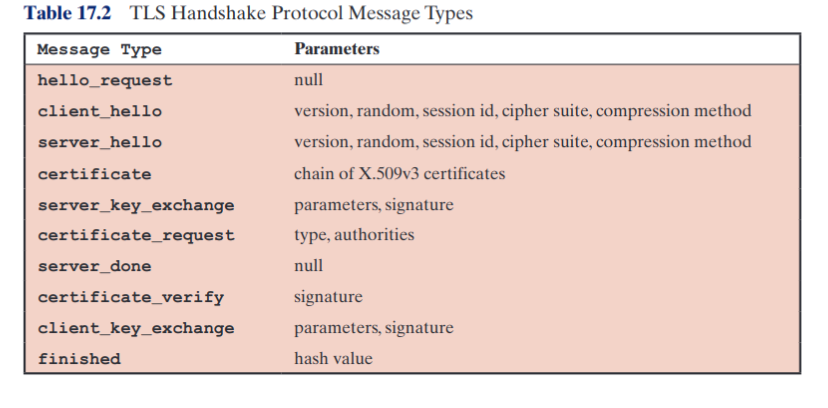 Table 17.2 TLS Handshake Protocol Message Types
Message Type Parameters
hello_request null
client_hello version, random, session id, cipher suite, compression method
server_hello version, random, session id, cipher suite, compression method
certificate chain of X.509v3 certificates
server_key_exchange parameters, signature
certificate_request type, authorities
server_done null
certificate_verify signature
client_key_exchange parameters, signature
finished hash value